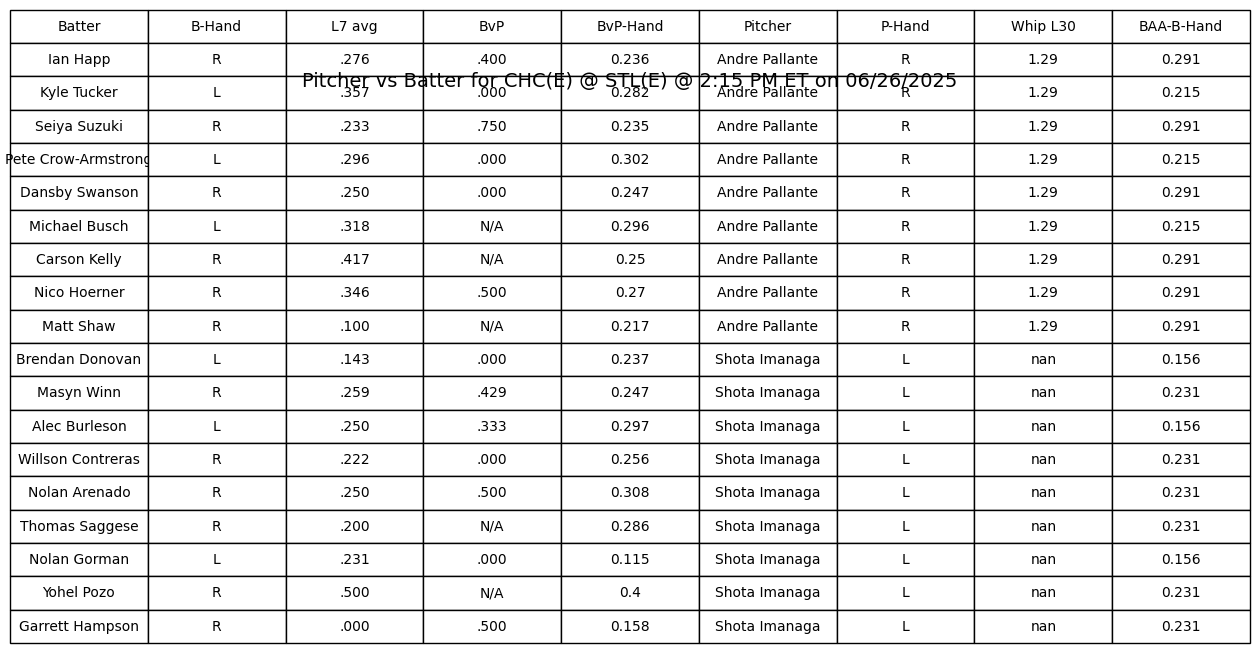 Batter B-Hand L7 avg BvP BvP-Hand Pitcher P-Hand Whip L30 BAA-B-Hand
Ian Happ R .276 .400 0.236 Andre Pallante R 1.29 0.291
Pitcher vs Batter for CHC(E) @ STL(E) @ 2:15 PM ET on 06/26/2025
Kyle Tucker L .357 .000 0.282 Andre Pallante R 1.29 0.215
Seiya Suzuki R .233 .750 0.235 Andre Pallante R 1.29 0.291
Pete Crow-Armstrong L .296 .000 0.302 Andre Pallante R 1.29 0.215
Dansby Swanson R .250 .000 0.247 Andre Pallante R 1.29 0.291
Michael Busch L .318 N/A 0.296 Andre Pallante R 1.29 0.215
Carson Kelly R .417 N/A 0.25 Andre Pallante R 1.29 0.291
Nico Hoerner R .346 .500 0.27 Andre Pallante R 1.29 0.291
Matt Shaw R .100 N/A 0.217 Andre Pallante R 1.29 0.291
Brendan Donovan L .143 .000 0.237 Shota Imanaga L nan 0.156
Masyn Winn R .259 .429 0.247 Shota Imanaga L nan 0.231
Alec Burleson L .250 .333 0.297 Shota Imanaga L nan 0.156
Willson Contreras R .222 .000 0.256 Shota Imanaga L nan 0.231
Nolan Arenado R .250 .500 0.308 Shota Imanaga L nan 0.231
Thomas Saggese R .200 N/A 0.286 Shota Imanaga L nan 0.231
Nolan Gorman L .231 .000 0.115 Shota Imanaga L nan 0.156
Yohel Pozo R .500 N/A 0.4 Shota Imanaga L nan 0.231
Garrett Hampson R .000 .500 0.158 Shota Imanaga L nan 0.231